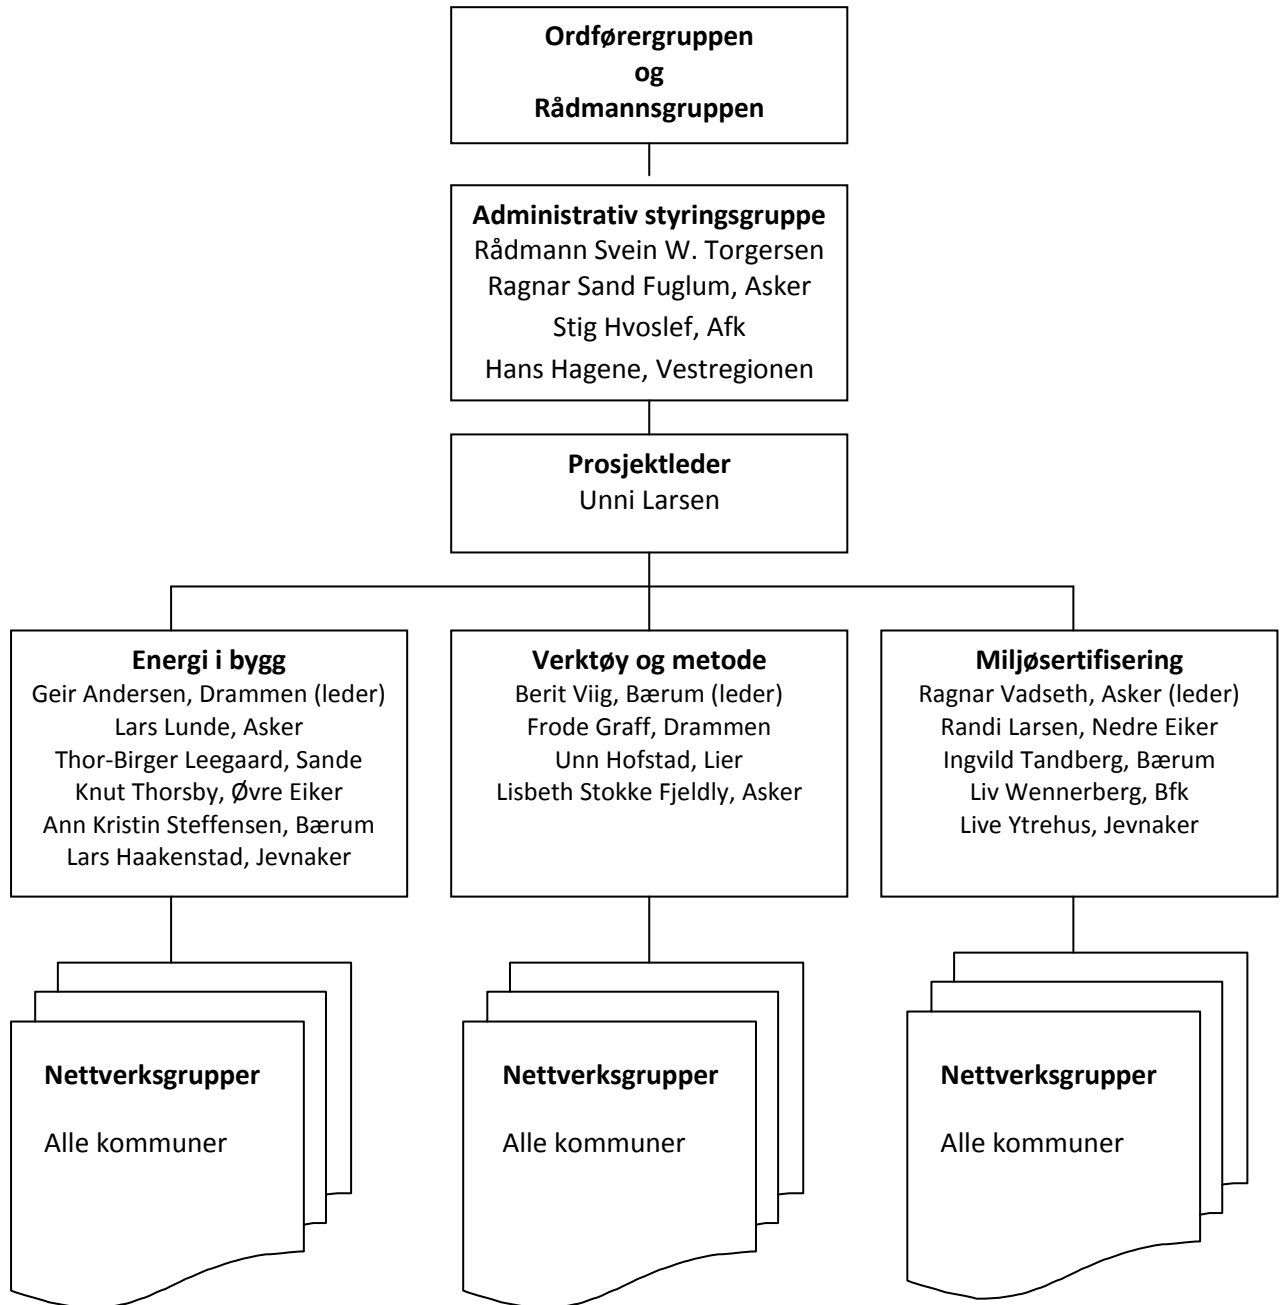 Ordførergruppen
og
Rådmannsgruppen
Administrativ styringsgruppe
Rådmann Svein W. Torgersen
Ragnar Sand Fuglum, Asker
Stig Hvoslef, Afk
Hans Hagene, Vestregionen
Prosjektleder
Unni Larsen
Energi i bygg
Geir Andersen, Drammen (leder)
Lars Lunde, Asker
Thor-Birger Leegaard, Sande
Knut Thorsby, Øvre Eiker
Ann Kristin Steffensen, Bærum
Lars Haakenstad, Jevnaker
Verktøy og metode
Berit Viig, Bærum (leder)
Frode Graff, Drammen
Unn Hofstad, Lier
Lisbeth Stokke Fjeldly, Asker
Miljøsertifisering
Ragnar Vadseth, Asker (leder)
Randi Larsen, Nedre Eiker
Ingvild Tandberg, Bærum
Liv Wennerberg, Bfk
Live Ytrehus, Jevnaker
Nettverksgrupper
Alle kommuner
Nettverksgrupper
Alle kommuner
Nettverksgrupper
Alle kommuner